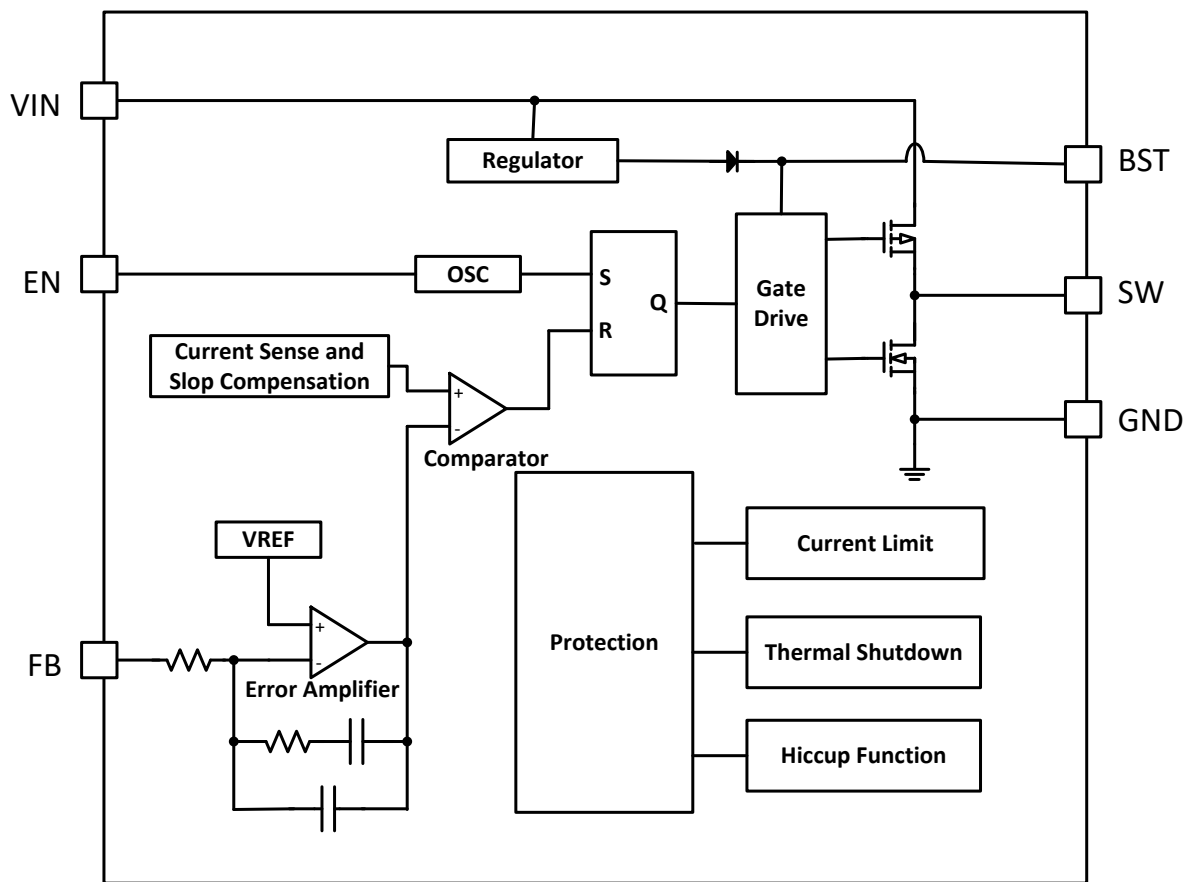 VIN
Regulator
BST
EN
OSC
S
R
Q
Gate
Drive
SW
Current Sense and
Slop Compensation
+
-
Comparator
GND
VREF
+
-
Error Amplifier
FB
Protection
Current Limit
Thermal Shutdown
Hiccup Function